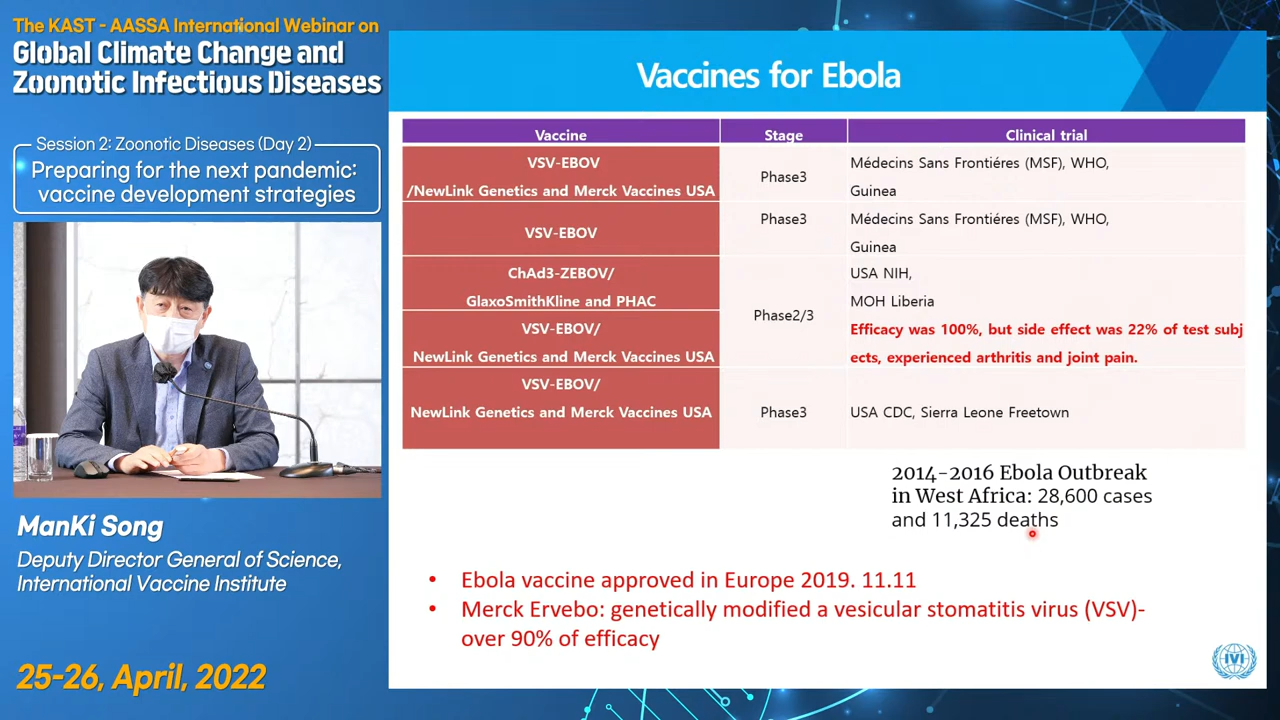 The KAST - AASSA International Webinar on
Global Climate Change and
Zoonotic Infectious Diseases
Session 2: Zoonotic Diseases (Day 2)
Preparing for the next pandemic:
vaccine development strategies
ManKi Song
Deputy Director General of Science,
International Vaccine Institute
25-26, April, 2022
Vaccines for Ebola
Vaccine Stage Clinical trial
VSV-EBOV
/NewLink Genetics and Merck Vaccines USA
Phase3
Médecins Sans Frontiéres (MSF), WHO,
Guinea
VSV-EBOV
Phase3
Médecins Sans Frontiéres (MSF), WHO,
Guinea
ChAd3-ZEBOV/
GlaxoSmithKline and PHAC
VSV-EBOV/
NewLink Genetics and Merck Vaccines USA
Phase2/3
USA NIH,
MOH Liberia
Efficacy was 100%, but side effect was 22% of test subj
ects, experienced arthritis and joint pain.
VSV-EBOV/
NewLink Genetics and Merck Vaccines USA
Phase3
USA CDC, Sierra Leone Freetown
2014-2016 Ebola Outbreak
in West Africa: 28,600 cases
and 11,325 deaths
• Ebola vaccine approved in Europe 2019. 11.11
• Merck Ervebo: genetically modified a vesicular stomatitis virus (VSV)-
over 90% of efficacy
IVI